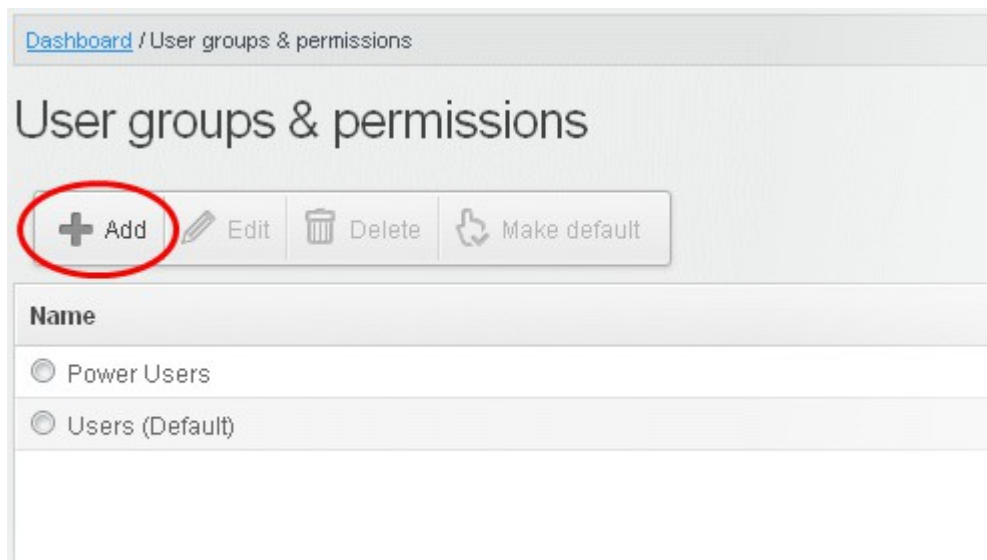 Dashboard / User groups & permissions
User groups & permissions
Add Edit Delete Make default
Name
Power Users
Users (Default)